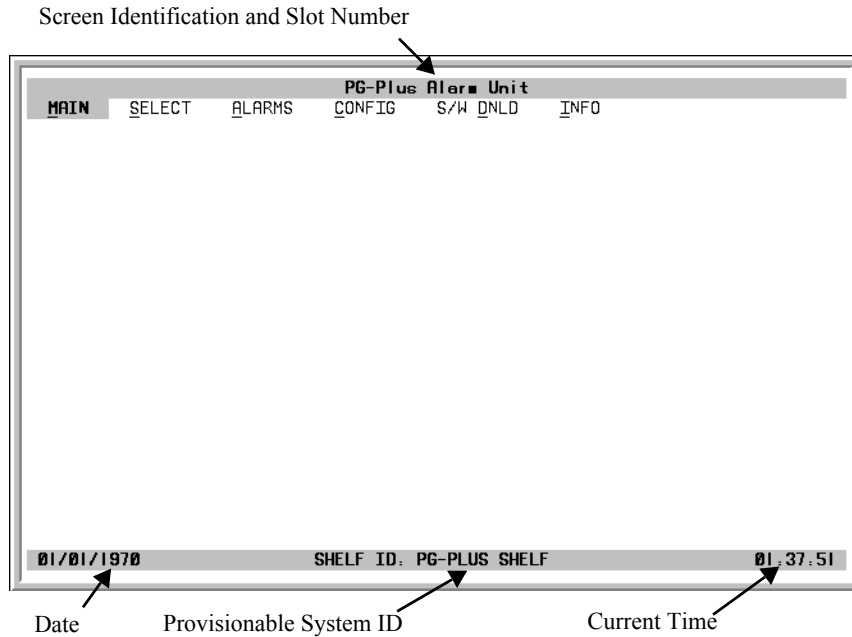 Screen Identification and Slot Number
PG-Plus Alarm Unit
MAIN SELECT ALARMS CONFIG S/W DNLD INFO
01/01/1970 SHELF ID: PG-PLUS SHELF 01:37:51
Date Provisionable System ID Current Time